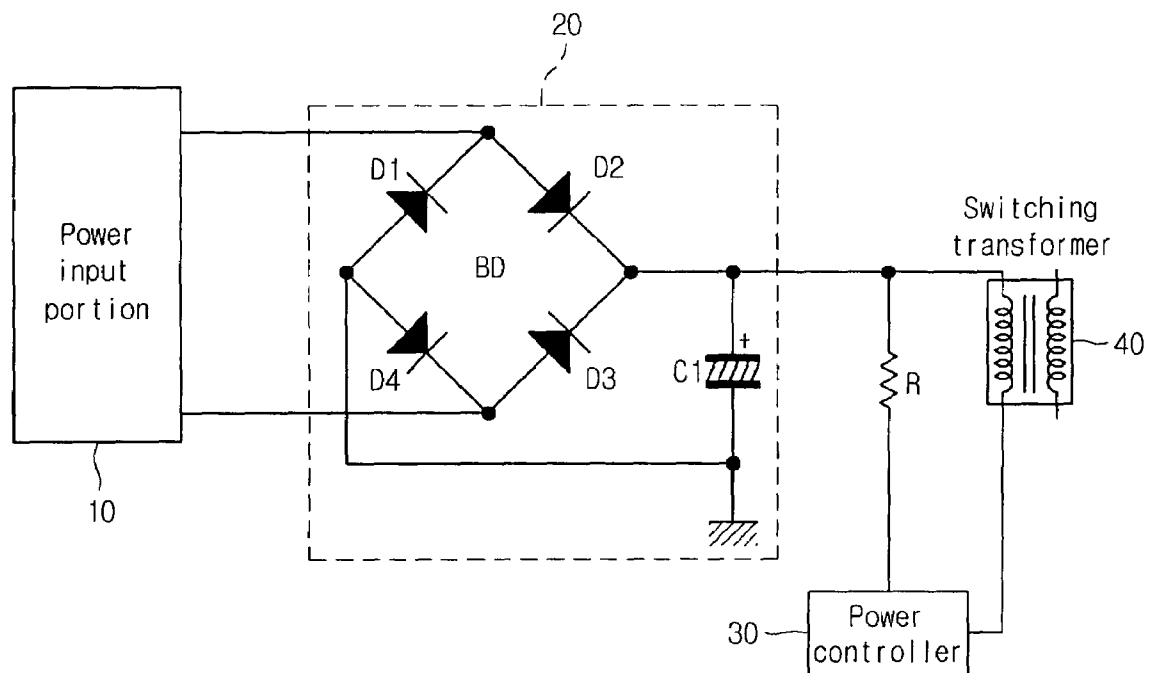 20
Power
input
portion
10
D1
D2
BD
D4
D3
C1
+
R
Switching
transformer
40
30
Power
controller